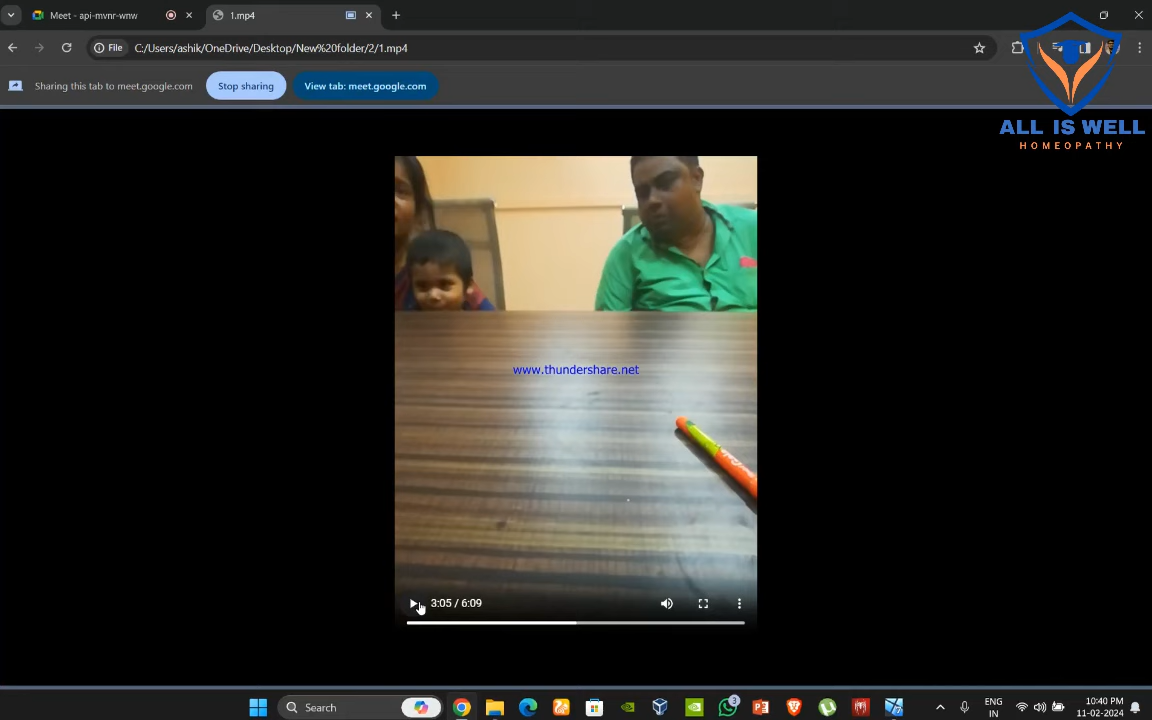 Meet - api-mvnr-wnw
1.mp4
File
C:/Users/ashik/OneDrive/Desktop/New%20folder/2/1.mp4
Sharing this tab to meet.google.com
Stop sharing
View tab: meet.google.com
ALL IS WELL
HOMEOPATHY
www.thundershare.net
3:05 / 6:09
Search
3
ENG
IN
10:40 PM
11-02-2024